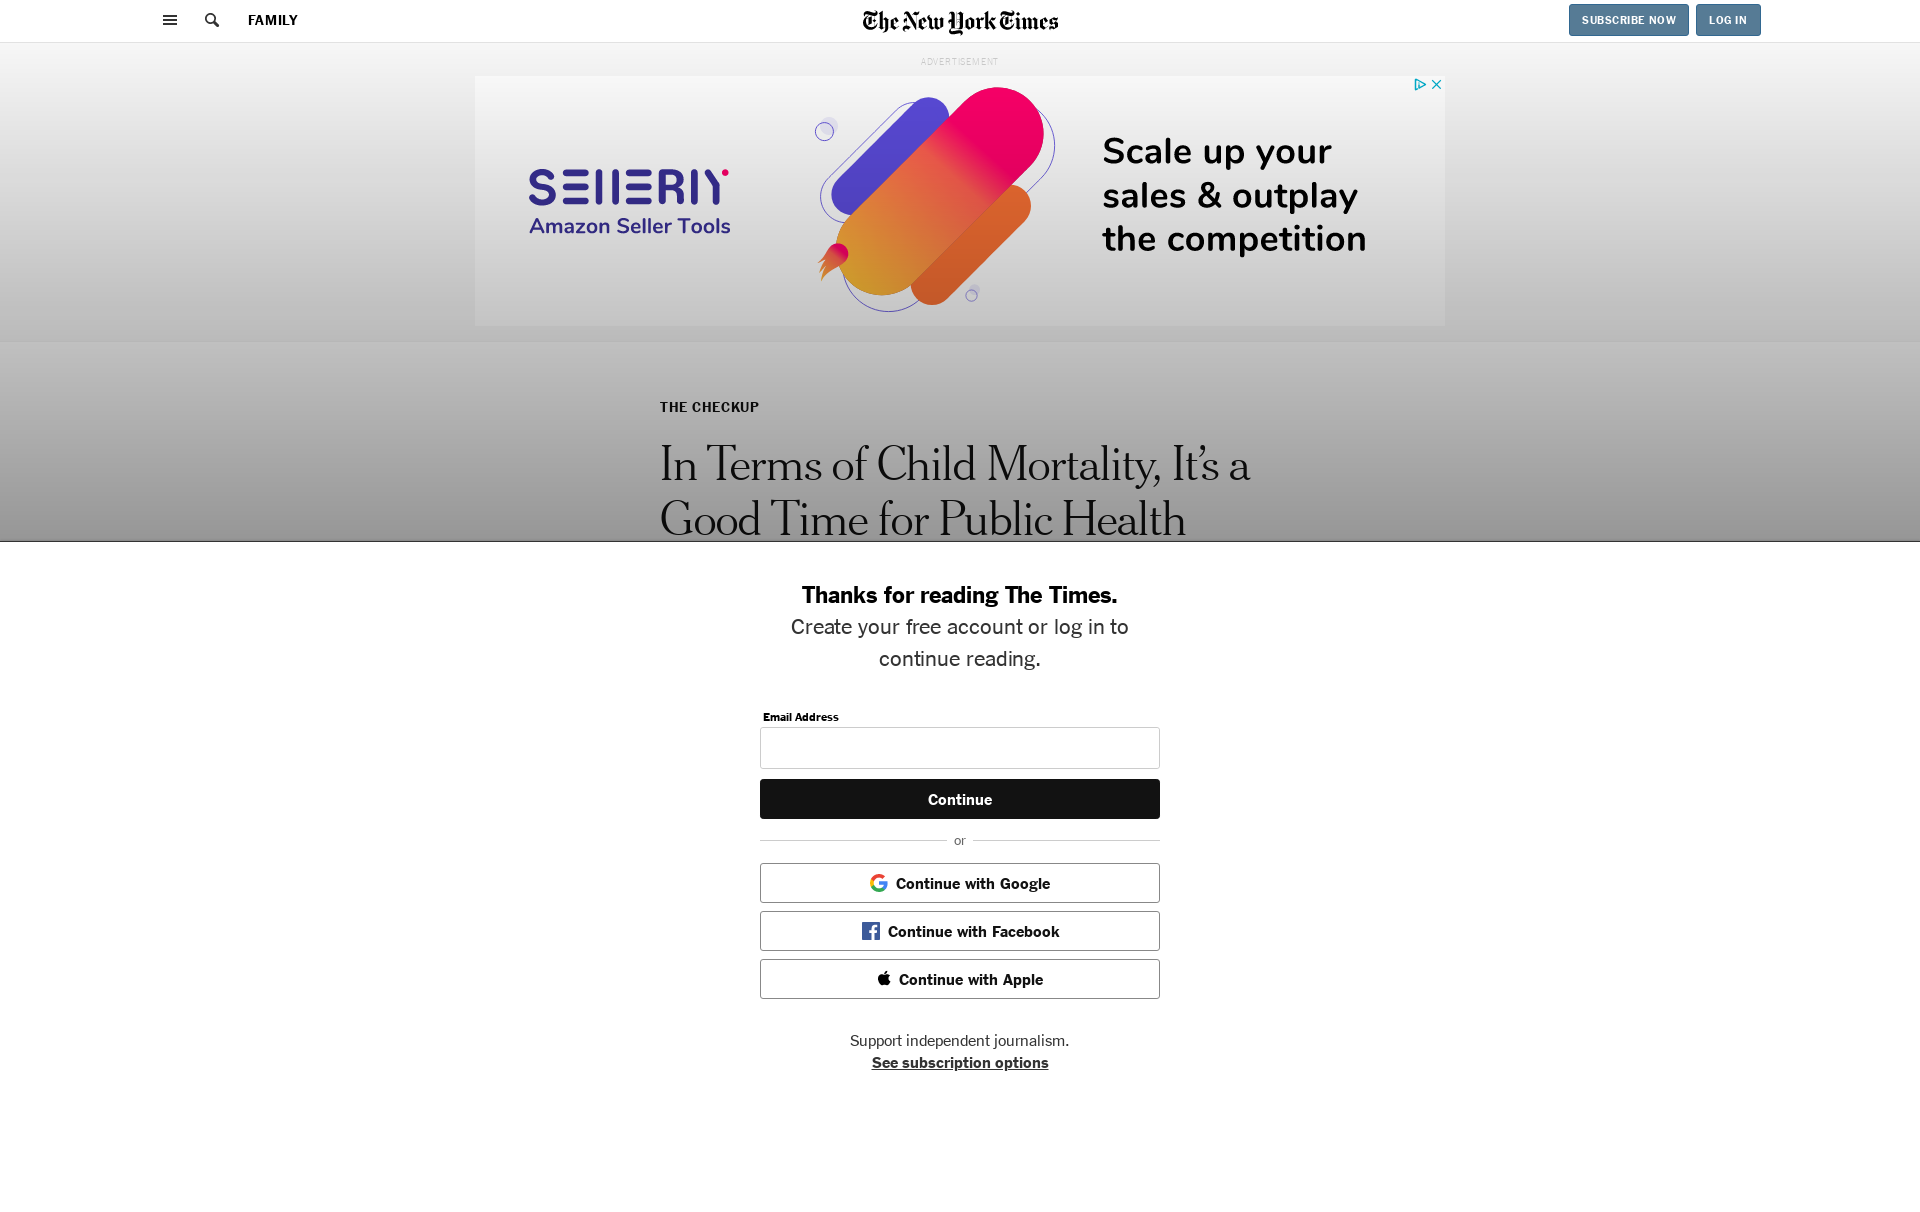 FAMILY
The New York Times
SUBSCRIBE NOW
LOG IN
ADVERTISEMENT
SELLERLY
Amazon Seller Tools
Scale up your
sales & outplay
the competition
THE CHECKUP
In Terms of Child Mortality, It’s a
Good Time for Public Health
Thanks for reading The Times.
Create your free account or log in to
continue reading.
Email Address
Continue
or
Continue with Google
Continue with Facebook
Continue with Apple
Support independent journalism.
See subscription options